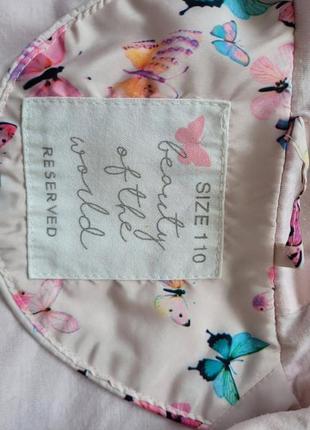 SIZE 110
beauty
of the
world
RESERVED